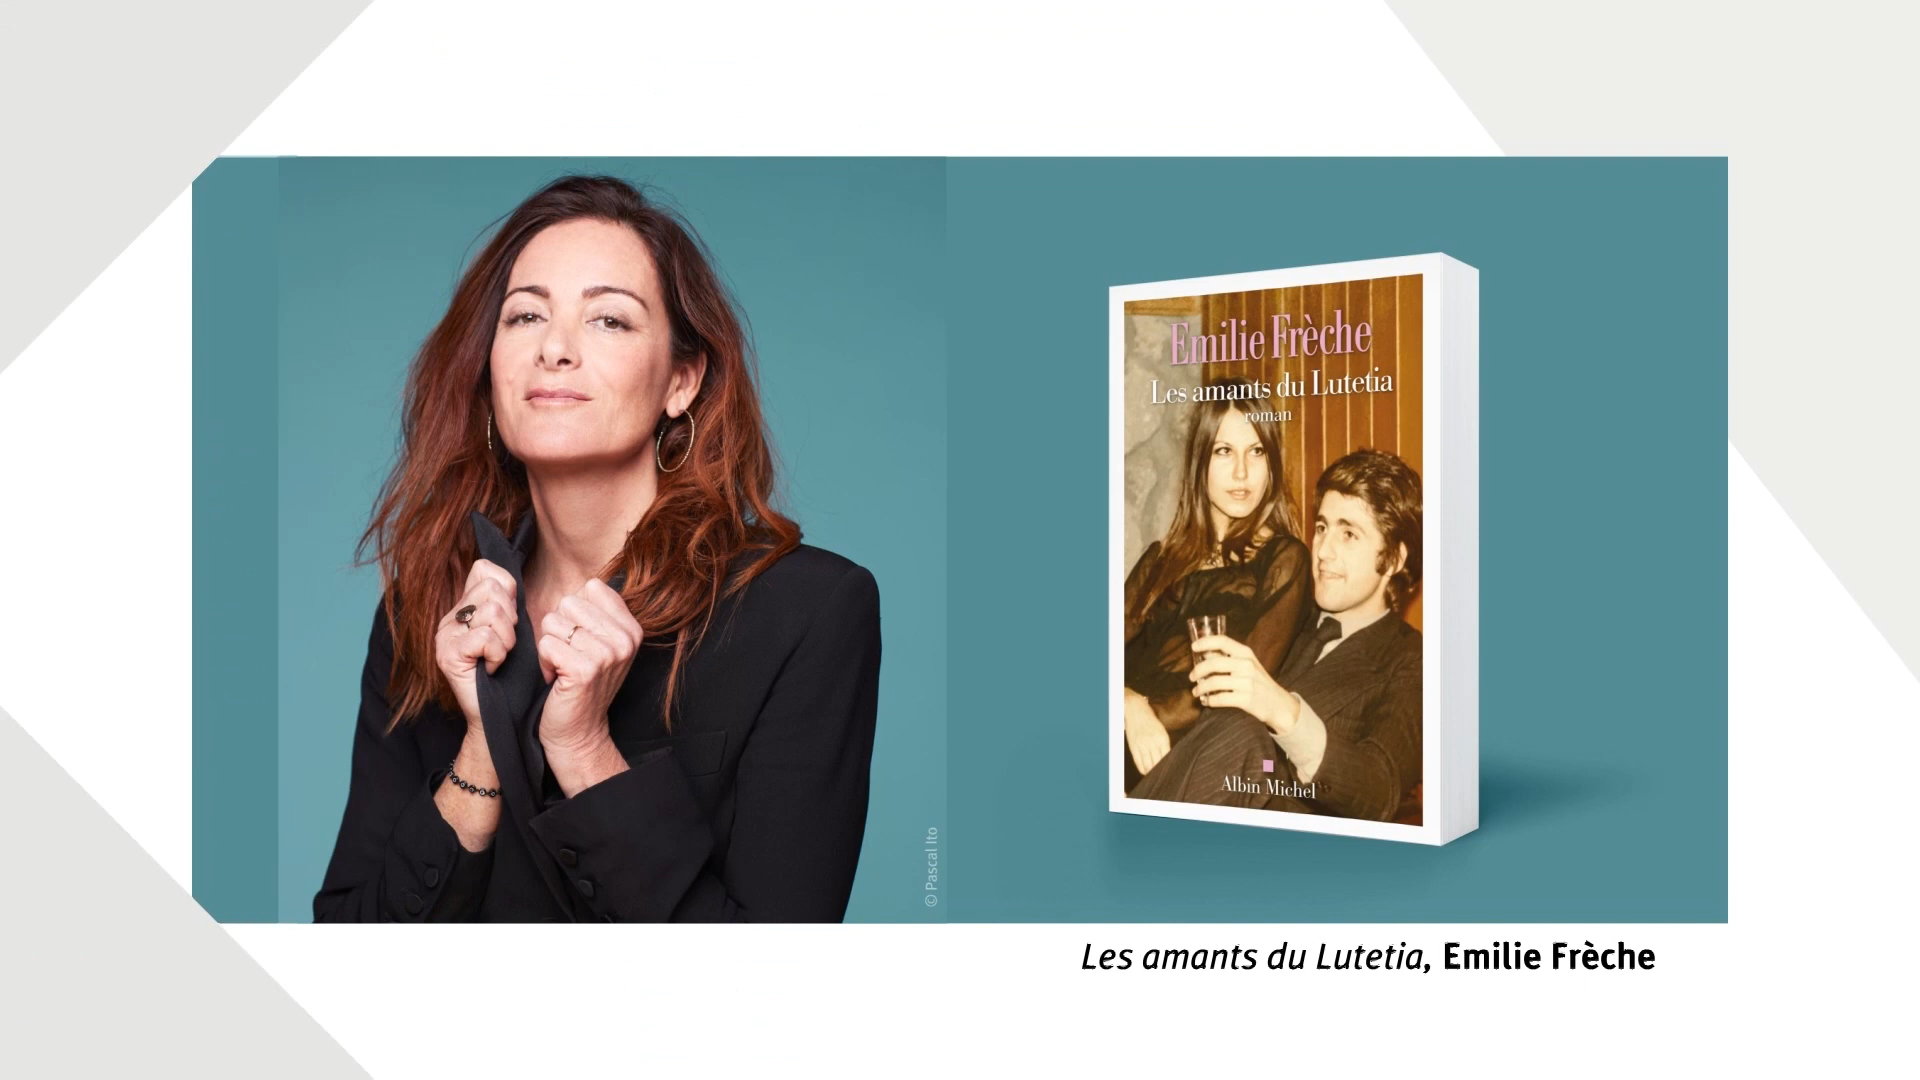 Emilie Frèche
Les amants du Lutetia
roman
Albin Michel
© Pascal Ito
Les amants du Lutetia, Emilie Frèche